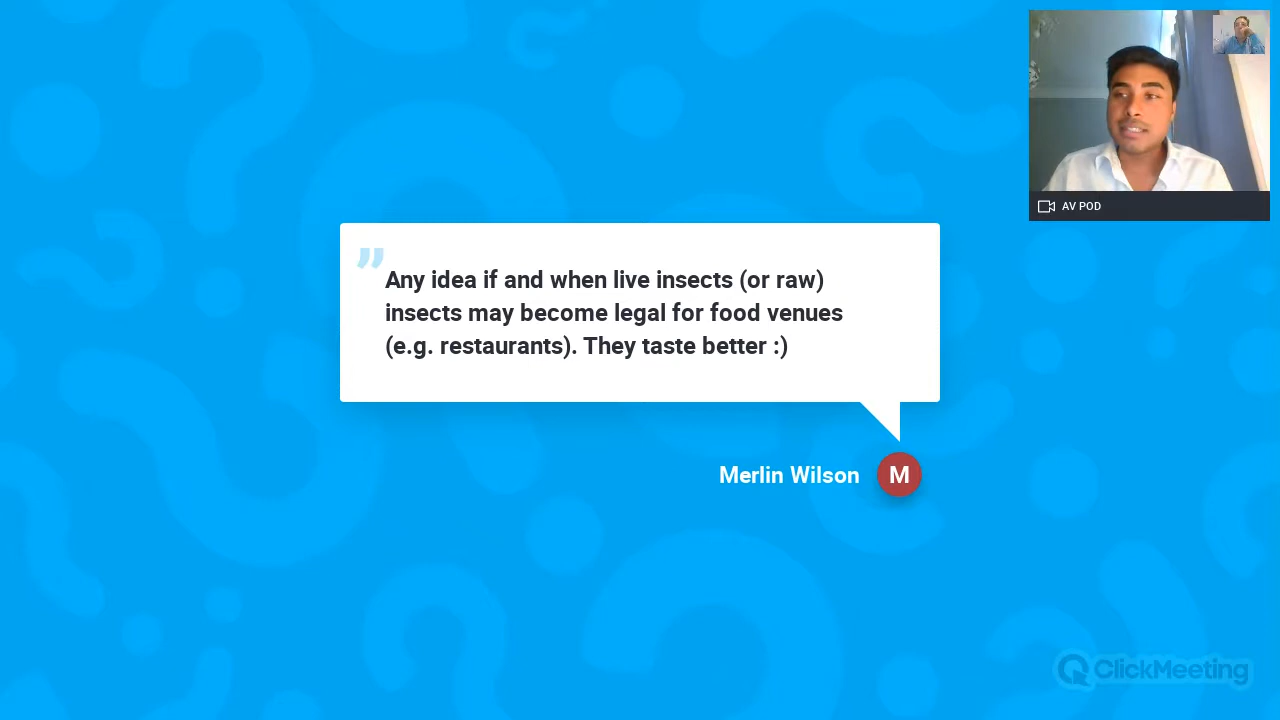 AV POD
Any idea if and when live insects (or raw)
insects may become legal for food venues
(e.g. restaurants). They taste better :)
Merlin Wilson
M
ClickMeeting